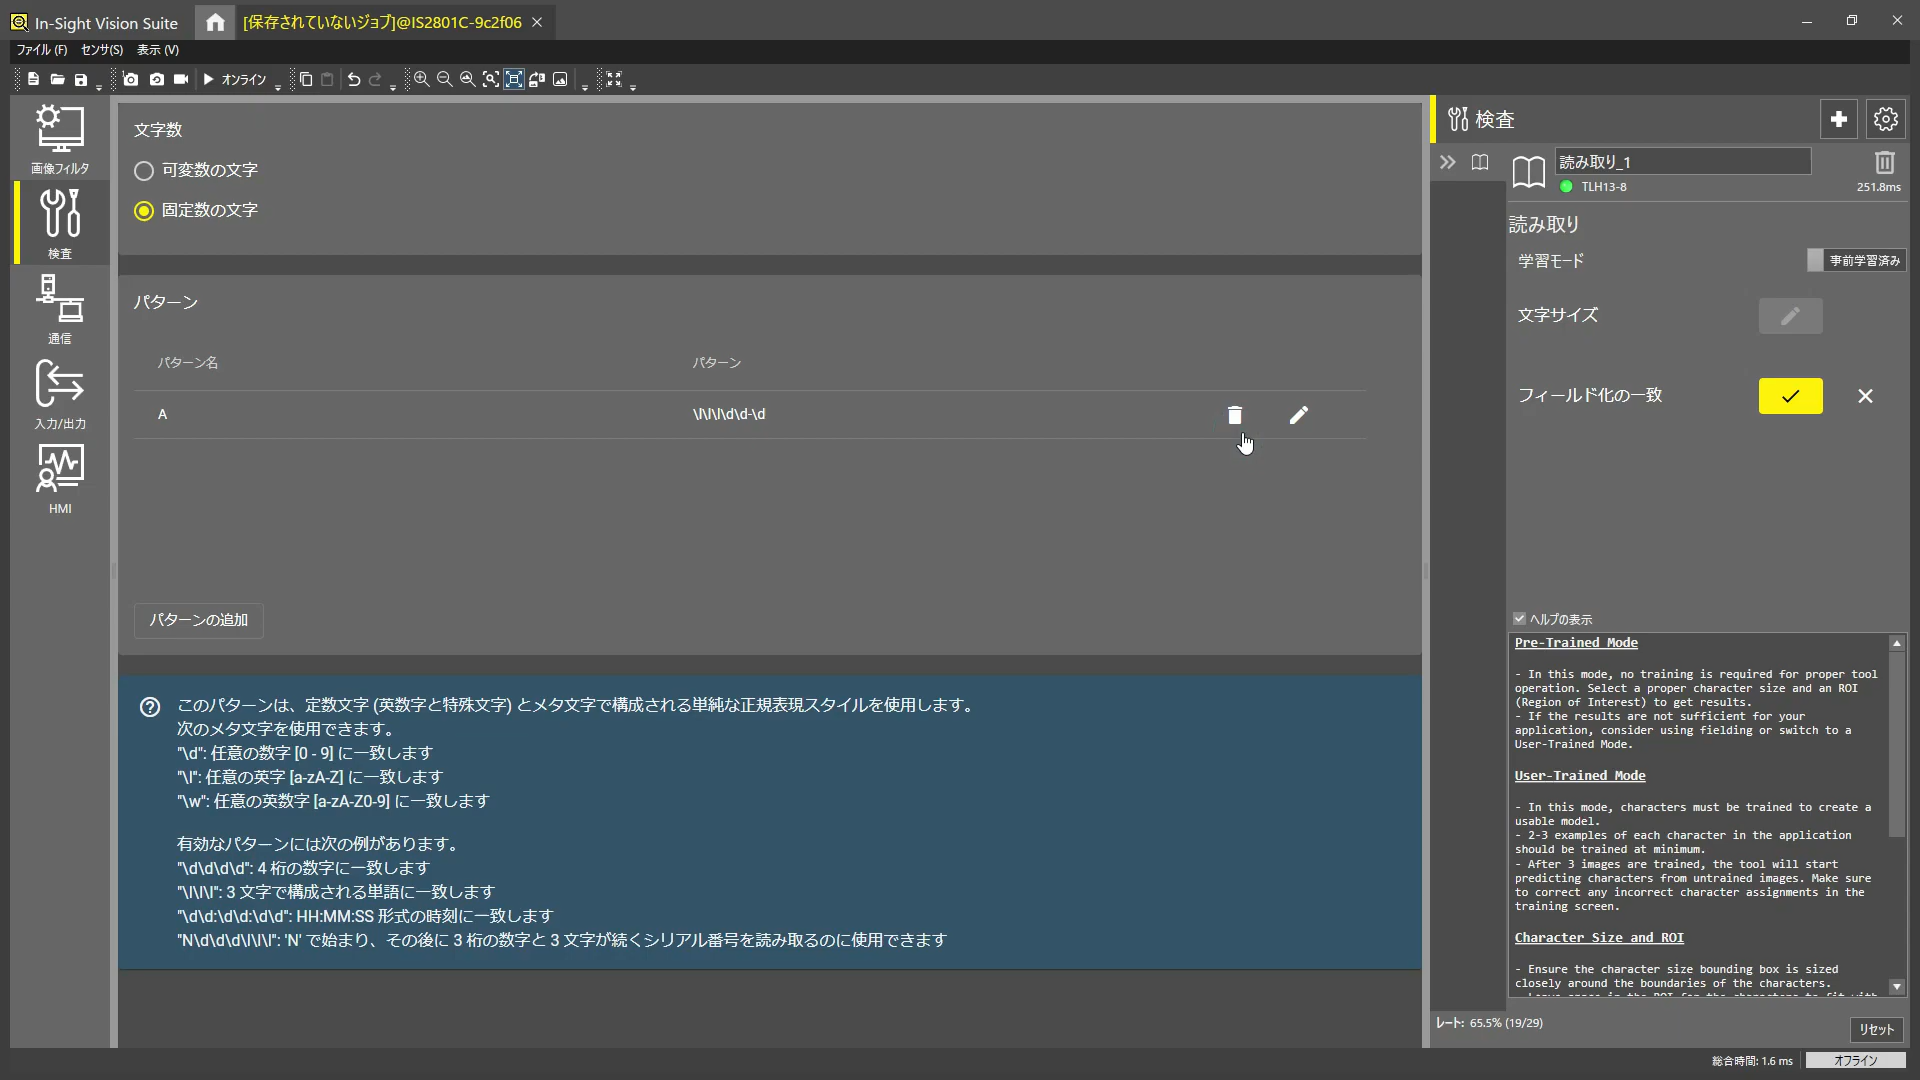 In-Sight Vision Suite
[保存されていないジョブ]@IS2801C-9c2f06
ファイル (F) センサ(S) 表示 (V)
オンライン
画像フィルタ
検査
通信
入力/出力
HMI
文字数
可変数の文字
固定数の文字
パターン
パターン名 パターン
A \l\l\l\d\d-\d
パターンの追加
このパターンは、定数文字 (英数字と特殊文字) とメタ文字で構成される単純な正規表現スタイルを使用します。
次のメタ文字を使用できます。
"\d": 任意の数字 [0 - 9] に一致します
"\l": 任意の英字 [a-zA-Z] に一致します
"\w": 任意の英数字 [a-zA-Z0-9] に一致します
有効なパターンには次の例があります。
"\d\d\d\d": 4 桁の数字に一致します
"\l\l\l": 3 文字で構成される単語に一致します
"\d\d:\d\d:\d\d": HH:MM:SS 形式の時刻に一致します
"N\d\d\d\l\l\l": 'N' で始まり、その後に 3 桁の数字と 3 文字が続くシリアル番号を読み取るのに使用できます
検査
読み取り_1
TLH13-8
251.8ms
読み取り
学習モード 事前学習済み
文字サイズ
フィールド化の一致
ヘルプの表示
Pre-Trained Mode
- In this mode, no training is required for proper tool
operation. Select a proper character size and an ROI
(Region of Interest) to get results.
- If the results are not sufficient for your
application, consider using fielding or switch to a
User-Trained Mode.
User-Trained Mode
- In this mode, characters must be trained to create a
usable model.
- 2-3 examples of each character in the application
should be trained at minimum.
- After 3 images are trained, the tool will start
predicting characters from untrained images. Make sure
to correct any incorrect character assignments in the
training screen.
Character Size and ROI
- Ensure the character size bounding box is sized
closely around the boundaries of the characters.
レート: 65.5% (19/29)
リセット
総合時間: 1.6 ms オフライン